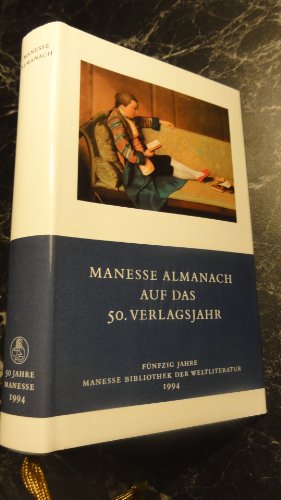 MANESSE
ALMANACH
MANESSE ALMANACH
AUF DAS
50. VERLAGSJAHR
FÜNFZIG JAHRE
MANESSE BIBLIOTHEK DER WELTLITERATUR
1994
50 JAHRE
MANESSE
1994